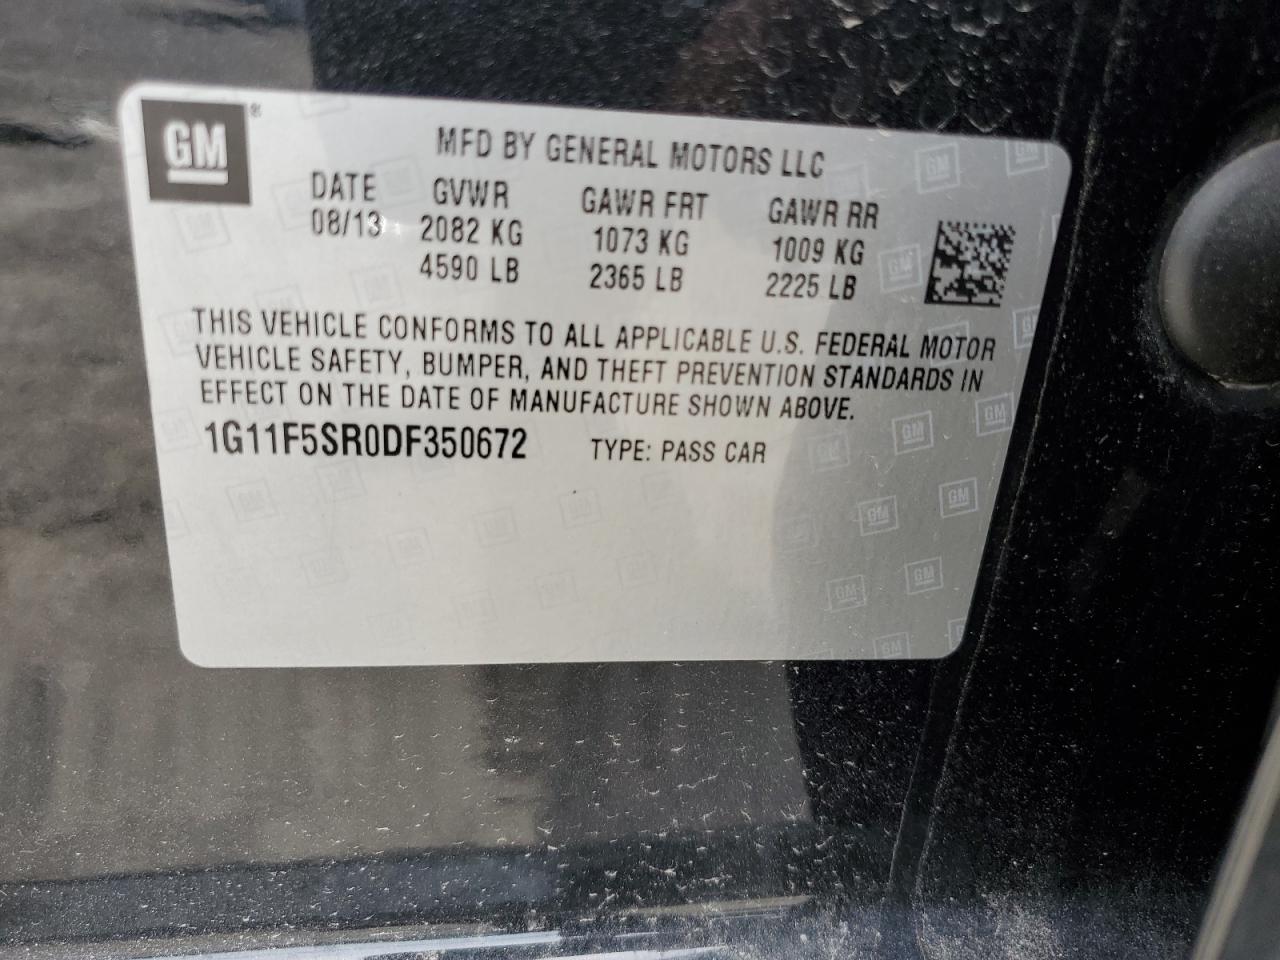 GM ®
MFD BY GENERAL MOTORS LLC
DATE GVWR GAWR FRT GAWR RR
08/13 2082 KG 1073 KG 1009 KG
4590 LB 2365 LB 2225 LB
THIS VEHICLE CONFORMS TO ALL APPLICABLE U.S. FEDERAL MOTOR
VEHICLE SAFETY, BUMPER, AND THEFT PREVENTION STANDARDS IN
EFFECT ON THE DATE OF MANUFACTURE SHOWN ABOVE.
1G11F5SR0DF350672 TYPE: PASS CAR